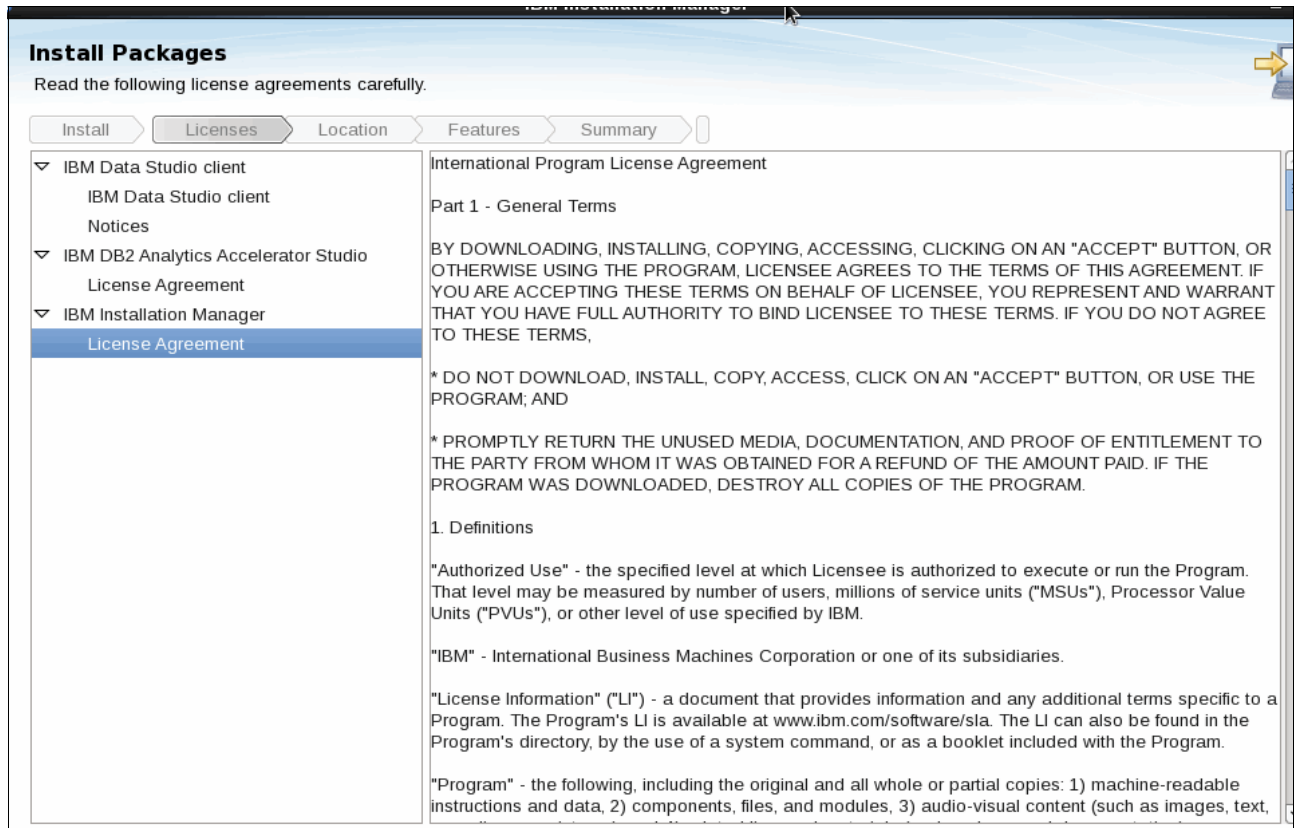 IBM Installation Manager
Install Packages
Read the following license agreements carefully.
Install
Licenses
Location
Features
Summary
IBM Data Studio client
IBM Data Studio client
Notices
IBM DB2 Analytics Accelerator Studio
License Agreement
IBM Installation Manager
License Agreement
International Program License Agreement
Part 1 - General Terms
BY DOWNLOADING, INSTALLING, COPYING, ACCESSING, CLICKING ON AN "ACCEPT" BUTTON, OR
OTHERWISE USING THE PROGRAM, LICENSEE AGREES TO THE TERMS OF THIS AGREEMENT. IF
YOU ARE ACCEPTING THESE TERMS ON BEHALF OF LICENSEE, YOU REPRESENT AND WARRANT
THAT YOU HAVE FULL AUTHORITY TO BIND LICENSEE TO THESE TERMS. IF YOU DO NOT AGREE
TO THESE TERMS,
* DO NOT DOWNLOAD, INSTALL, COPY, ACCESS, CLICK ON AN "ACCEPT" BUTTON, OR USE THE
PROGRAM; AND
* PROMPTLY RETURN THE UNUSED MEDIA, DOCUMENTATION, AND PROOF OF ENTITLEMENT TO
THE PARTY FROM WHOM IT WAS OBTAINED FOR A REFUND OF THE AMOUNT PAID. IF THE
PROGRAM WAS DOWNLOADED, DESTROY ALL COPIES OF THE PROGRAM.
1. Definitions
"Authorized Use" - the specified level at which Licensee is authorized to execute or run the Program.
That level may be measured by number of users, millions of service units ("MSUs"), Processor Value
Units ("PVUs"), or other level of use specified by IBM.
"IBM" - International Business Machines Corporation or one of its subsidiaries.
"License Information" ("LI") - a document that provides information and any additional terms specific to a
Program. The Program's LI is available at www.ibm.com/software/sla. The LI can also be found in the
Program's directory, by the use of a system command, or as a booklet included with the Program.
"Program" - the following, including the original and all whole or partial copies: 1) machine-readable
instructions and data, 2) components, files, and modules, 3) audio-visual content (such as images, text,